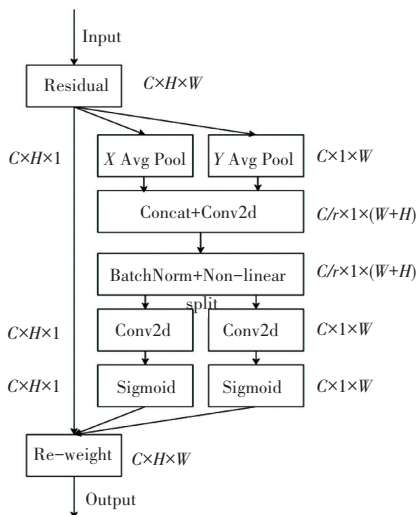 Input
Residual C×H×W
C×H×1 X Avg Pool Y Avg Pool C×1×W
Concat+Conv2d C/r×1×(W+H)
BatchNorm+Non-linear C/r×1×(W+H)
split
C×H×1 Conv2d Conv2d C×1×W
C×H×1 Sigmoid Sigmoid C×1×W
Re-weight C×H×W
Output